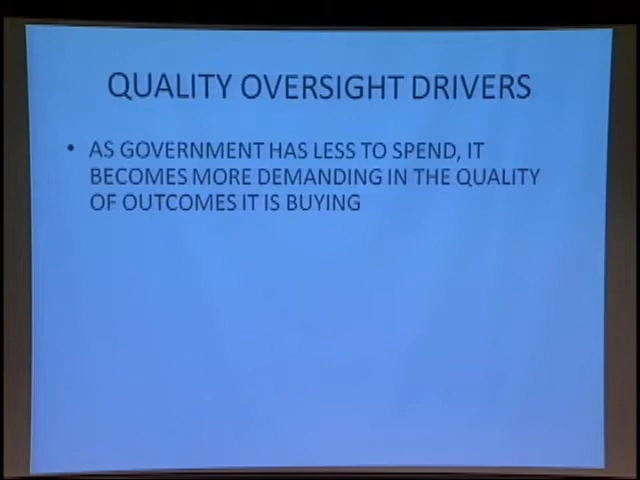 QUALITY OVERSIGHT DRIVERS
• AS GOVERNMENT HAS LESS TO SPEND, IT
BECOMES MORE DEMANDING IN THE QUALITY
OF OUTCOMES IT IS BUYING